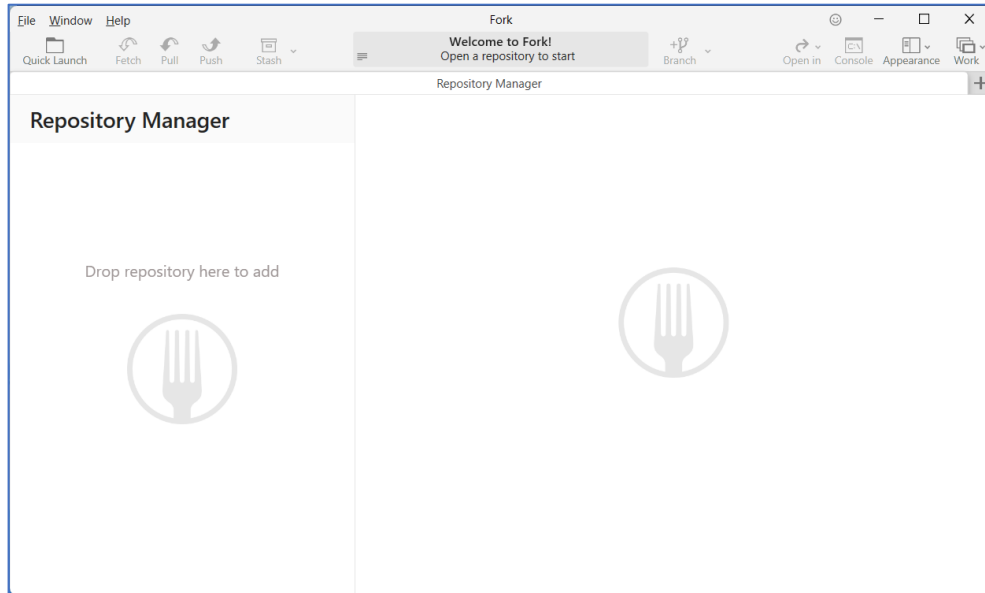 File Window Help
Fork
Quick Launch Fetch Pull Push Stash
Welcome to Fork!
Open a repository to start
Branch
Open in Console Appearance Work
C:\
Repository Manager
Repository Manager
Drop repository here to add